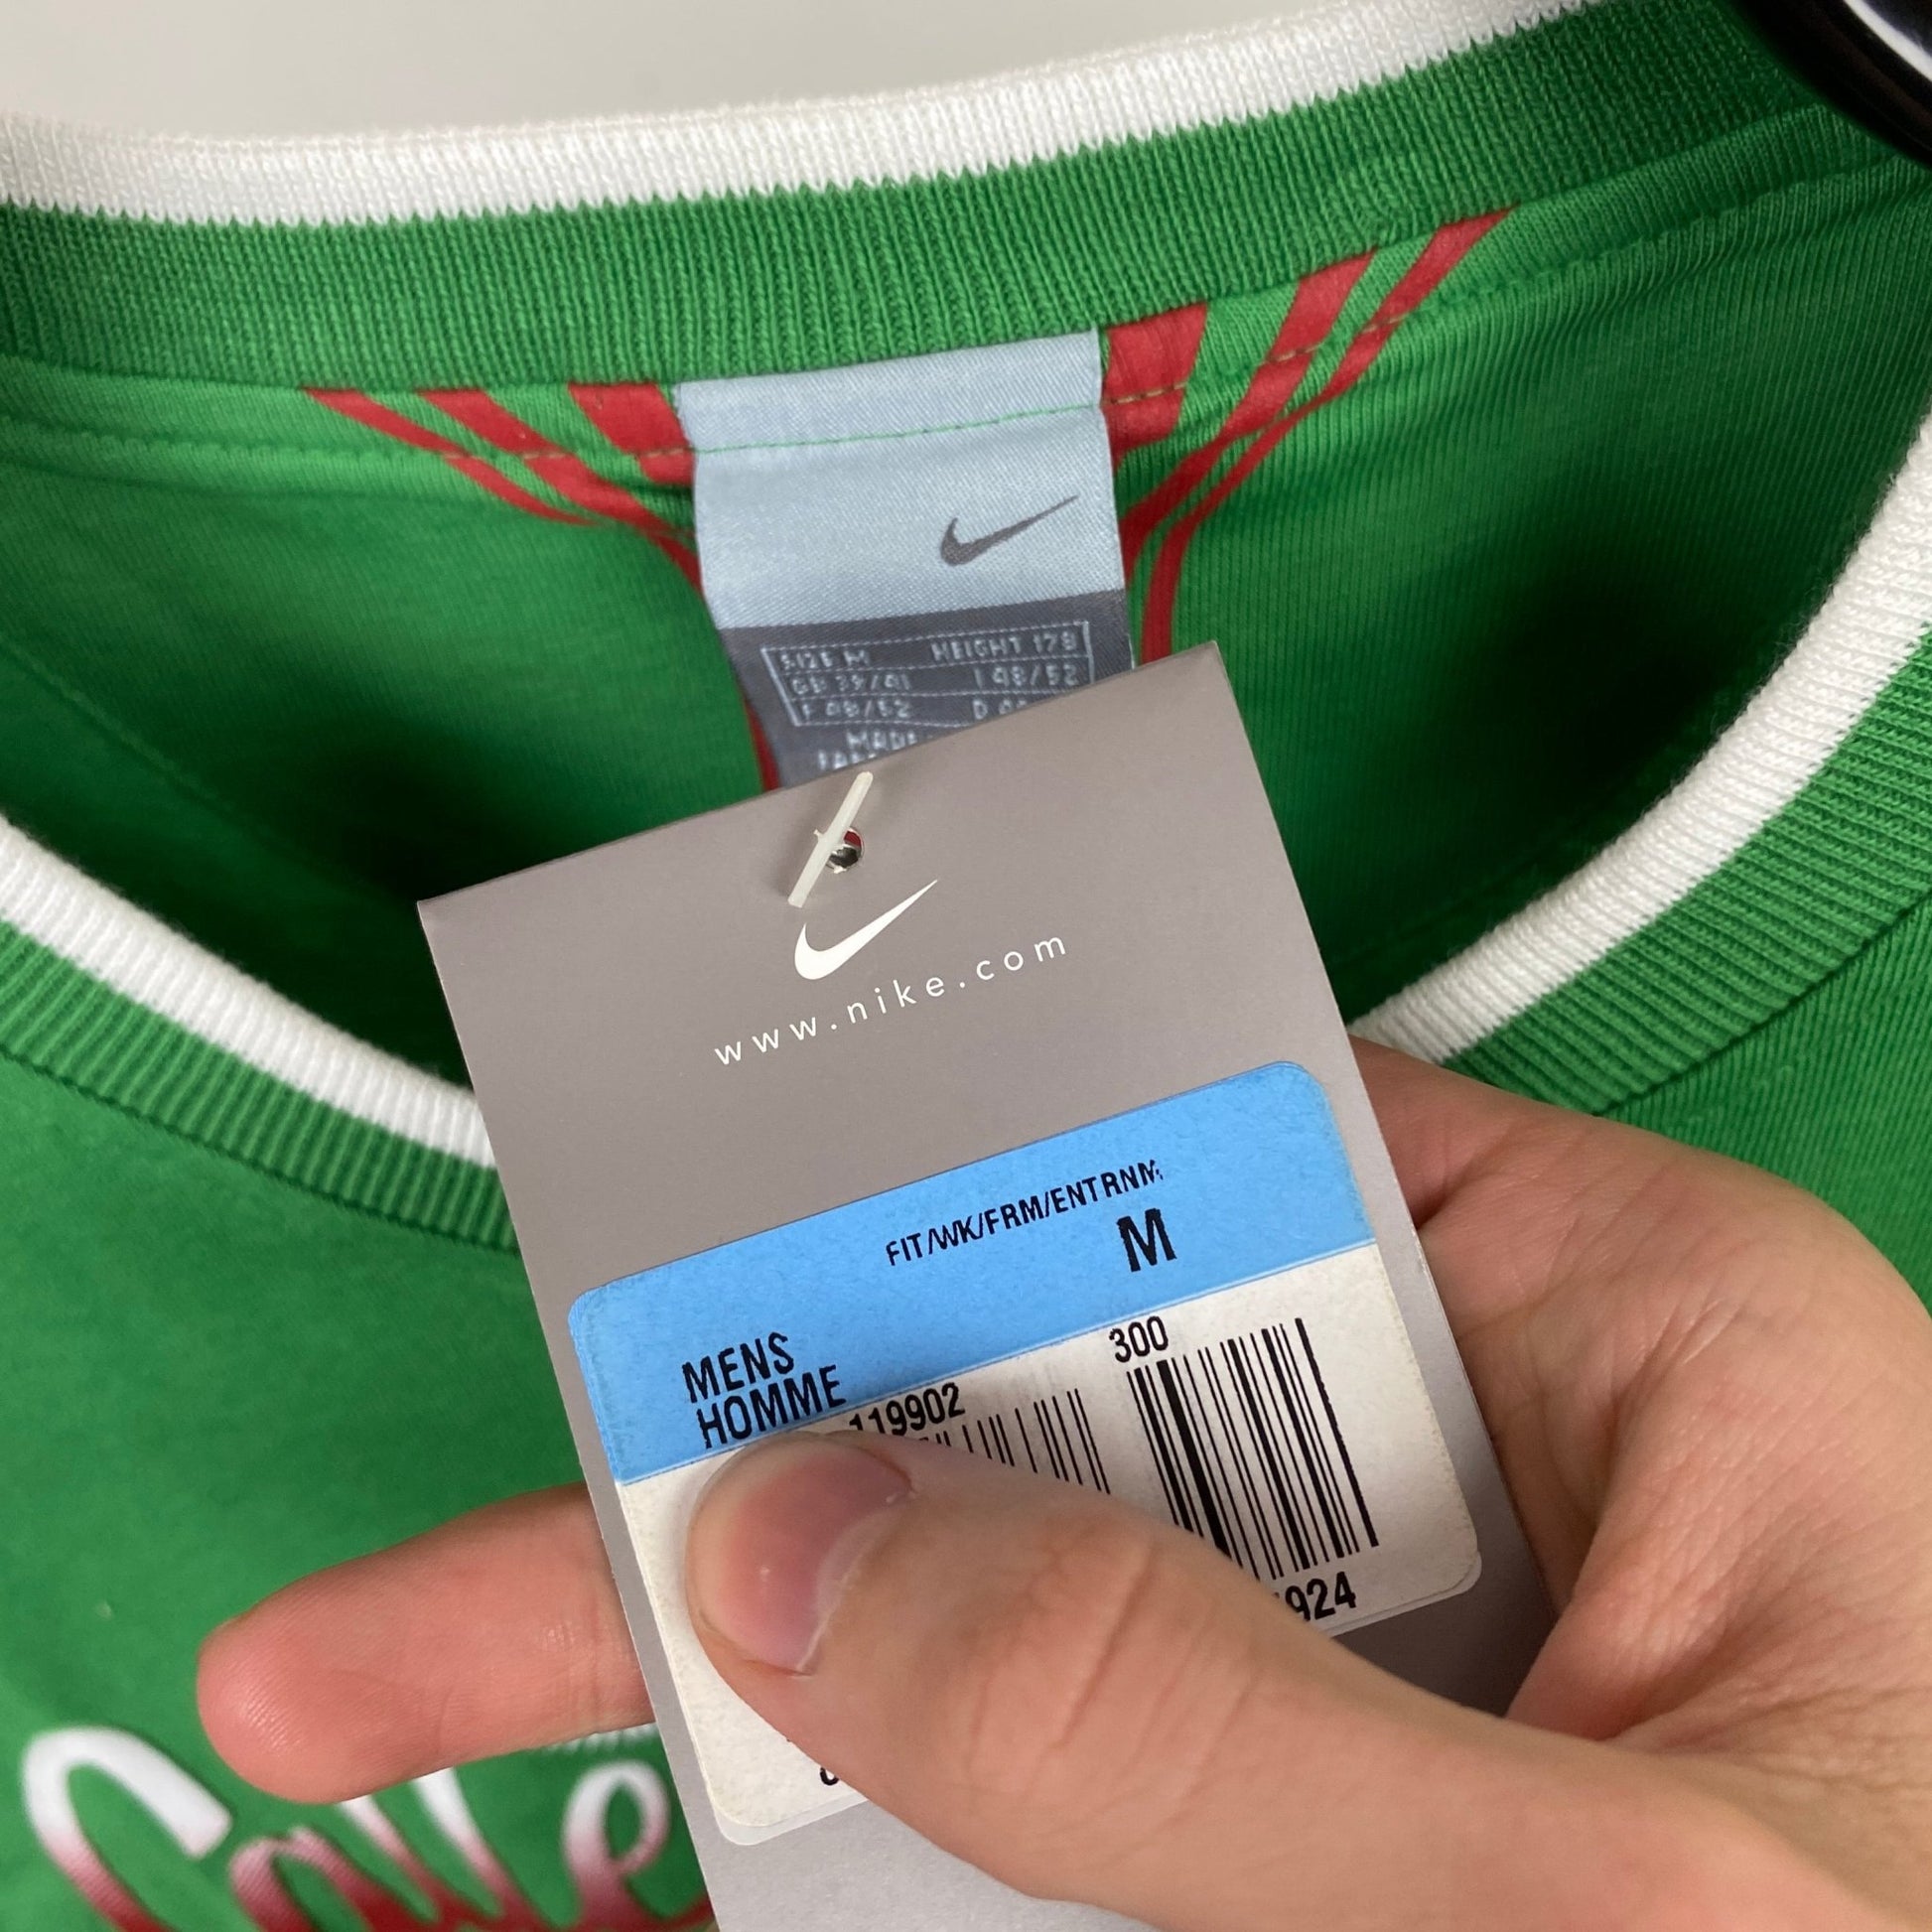 SIZE M HEIGHT 178
GB 39/41 I 48/52
F 48/52 D
MADE
www.nike.com
FIT/WK/FRM/ENTRNM
M
MENS
HOMME
119902
300
924